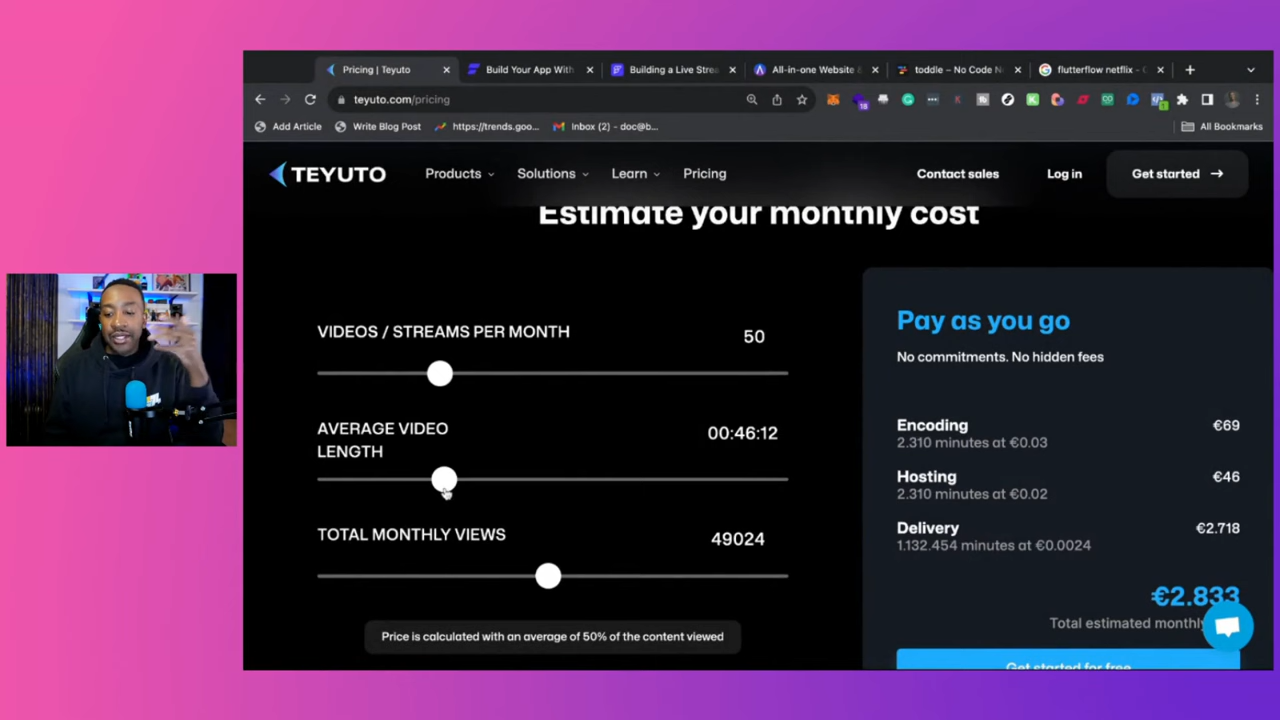 Pricing | Teyuto
Build Your App With
Building a Live Strea
All-in-one Website &
toddle – No Code N
flutterflow netflix -
teyuto.com/pricing
18
1
Add Article
Write Blog Post
https://trends.goo...
Inbox (2) - doc@b...
All Bookmarks
TEYUTO
Products
Solutions
Learn
Pricing
Contact sales
Log in
Get started →
Estimate your monthly cost
VIDEOS / STREAMS PER MONTH
50
AVERAGE VIDEO
LENGTH
00:46:12
TOTAL MONTHLY VIEWS
49024
Price is calculated with an average of 50% of the content viewed
Pay as you go
No commitments. No hidden fees
Encoding
€69
2.310 minutes at €0.03
Hosting
€46
2.310 minutes at €0.02
Delivery
€2.718
1.132.454 minutes at €0.0024
€2.833
Total estimated monthly
Get started for free